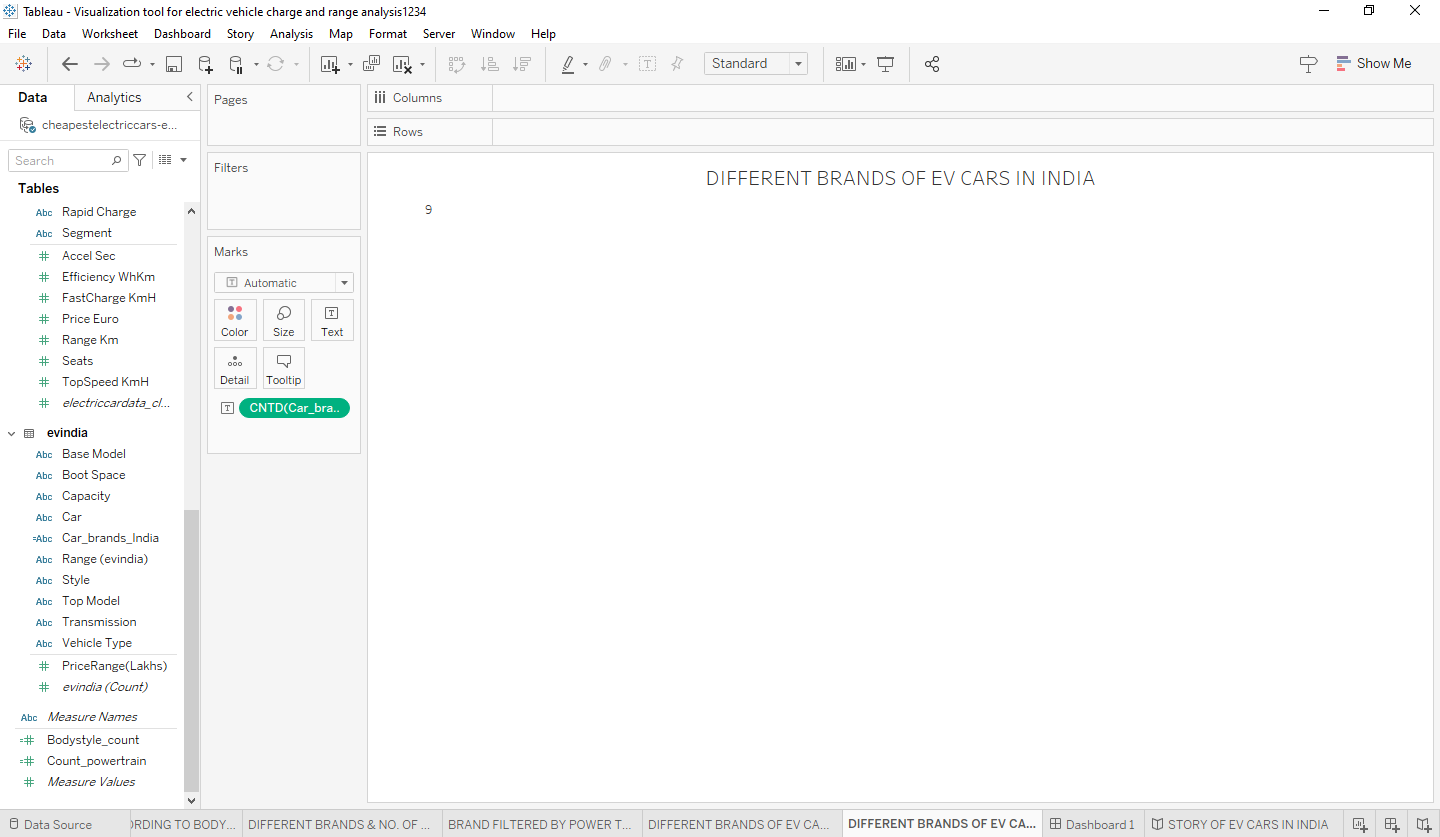 Tableau - Visualization tool for electric vehicle charge and range analysis1234
File Data Worksheet Dashboard Story Analysis Map Format Server Window Help
Standard
Show Me
Data Analytics
cheapestelectriccars-e...
Search
Tables
Abc Rapid Charge
Abc Segment
# Accel Sec
# Efficiency WhKm
# FastCharge KmH
# Price Euro
# Range Km
# Seats
# TopSpeed KmH
# electriccardata_cl...
evindia
Abc Base Model
Abc Boot Space
Abc Capacity
Abc Car
=Abc Car_brands_India
Abc Range (evindia)
Abc Style
Abc Top Model
Abc Transmission
Abc Vehicle Type
# PriceRange(Lakhs)
# evindia (Count)
Abc Measure Names
=# Bodystyle_count
=# Count_powertrain
# Measure Values
Pages
Filters
Marks
T Automatic
Color Size T Text
Detail Tooltip
T CNTD(Car_bra..
Columns
Rows
DIFFERENT BRANDS OF EV CARS IN INDIA
9
Data Source
ORDING TO BODY...
DIFFERENT BRANDS & NO. OF ...
BRAND FILTERED BY POWER T...
DIFFERENT BRANDS OF EV CA...
DIFFERENT BRANDS OF EV CA...
Dashboard 1
STORY OF EV CARS IN INDIA